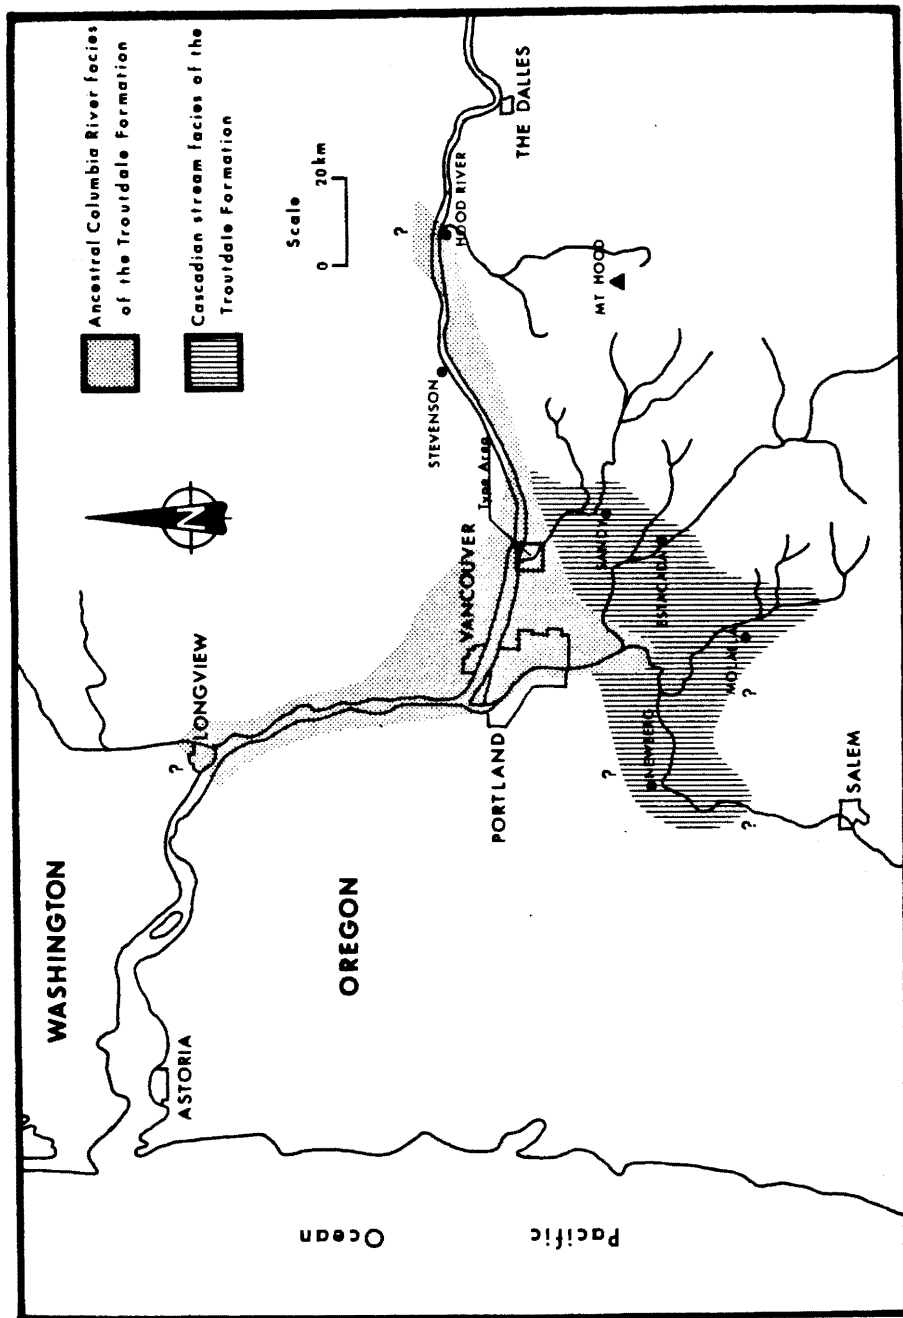 Ancestral Columbia River facies
of the Troutdale Formation
Cascadian stream facies of the
Troutdale Formation
Scale
0 20 km
N
WASHINGTON
LONGVIEW
?
ASTORIA
OREGON
VANCOUVER
Type Area
STEVENSON
?
HOOD RIVER
THE DALLES
PORTLAND
MT HOOD
SANDY
ESTACADA
?
NEWBERG
?
?
SALEM
Pacific
Ocean